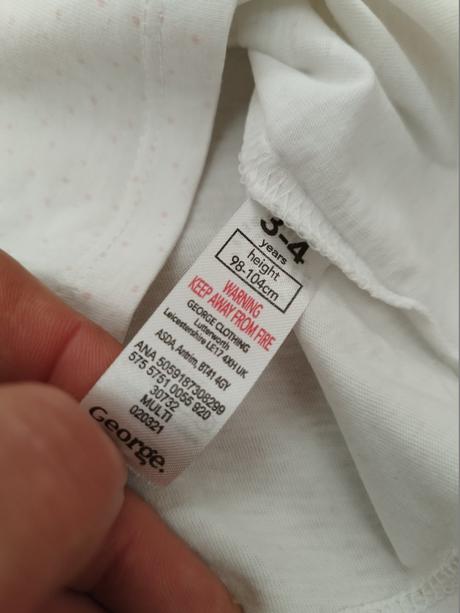 3-4
years
height
98-104cm
WARNING
KEEP AWAY FROM FIRE
GEORGE CLOTHING
Lutterworth
Leicestershire LE17 4XH UK
ASDA, Antrim, BT41 4GY
ANA 5059187308299
575 5751 0055 920
30732
MULTI
020321
George.